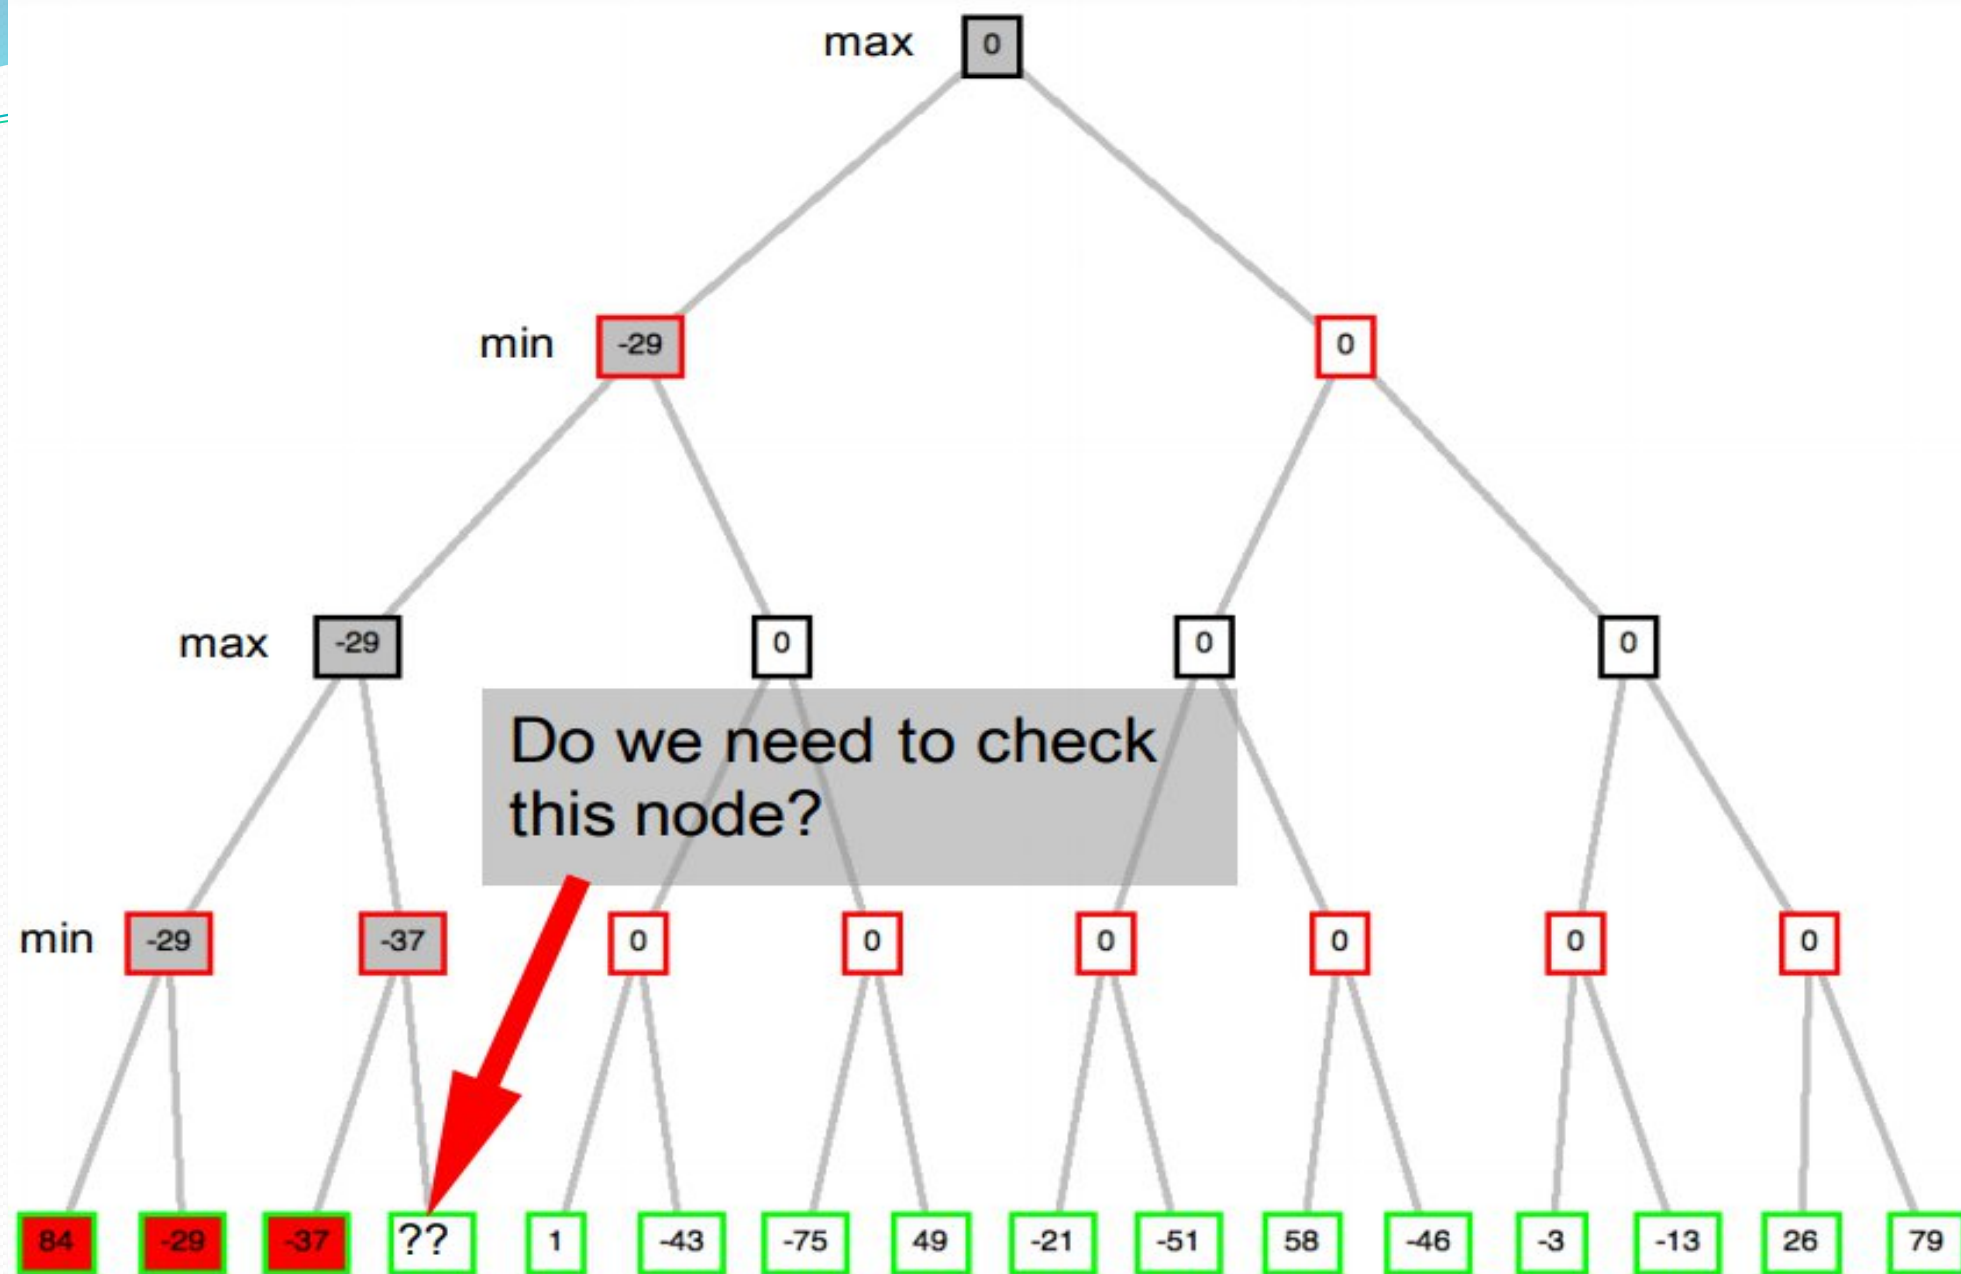 max 0
min -29 0
max -29 0 0 0
Do we need to check
this node?
min -29 -37 0 0 0 0 0 0
84 -29 -37 ?? 1 -43 -75 49 -21 -51 58 -46 -3 -13 26 79